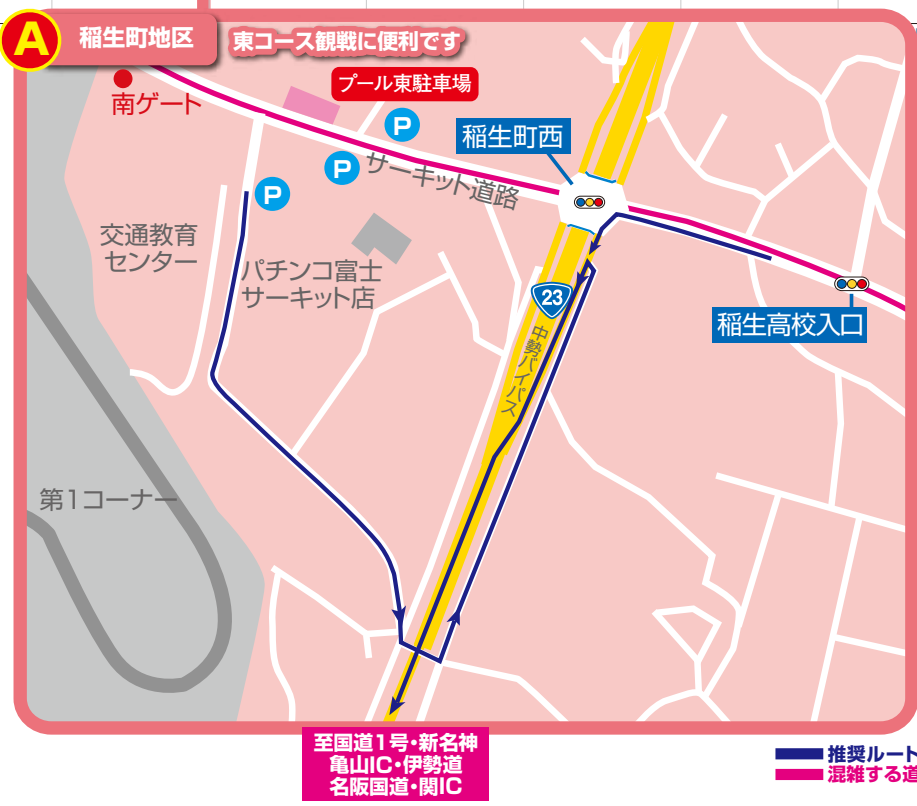 A 稲生町地区 東コース観戦に便利です
プール東駐車場
南ゲート
P
稲生町西
P
サーキット道路
P
交通教育
センター
パチンコ富士
サーキット店
23
稲生高校入口
中勢バイパス
第1コーナー
至国道1号・新名神
亀山IC・伊勢道
名阪国道・関IC
推奨ルート
混雑する道